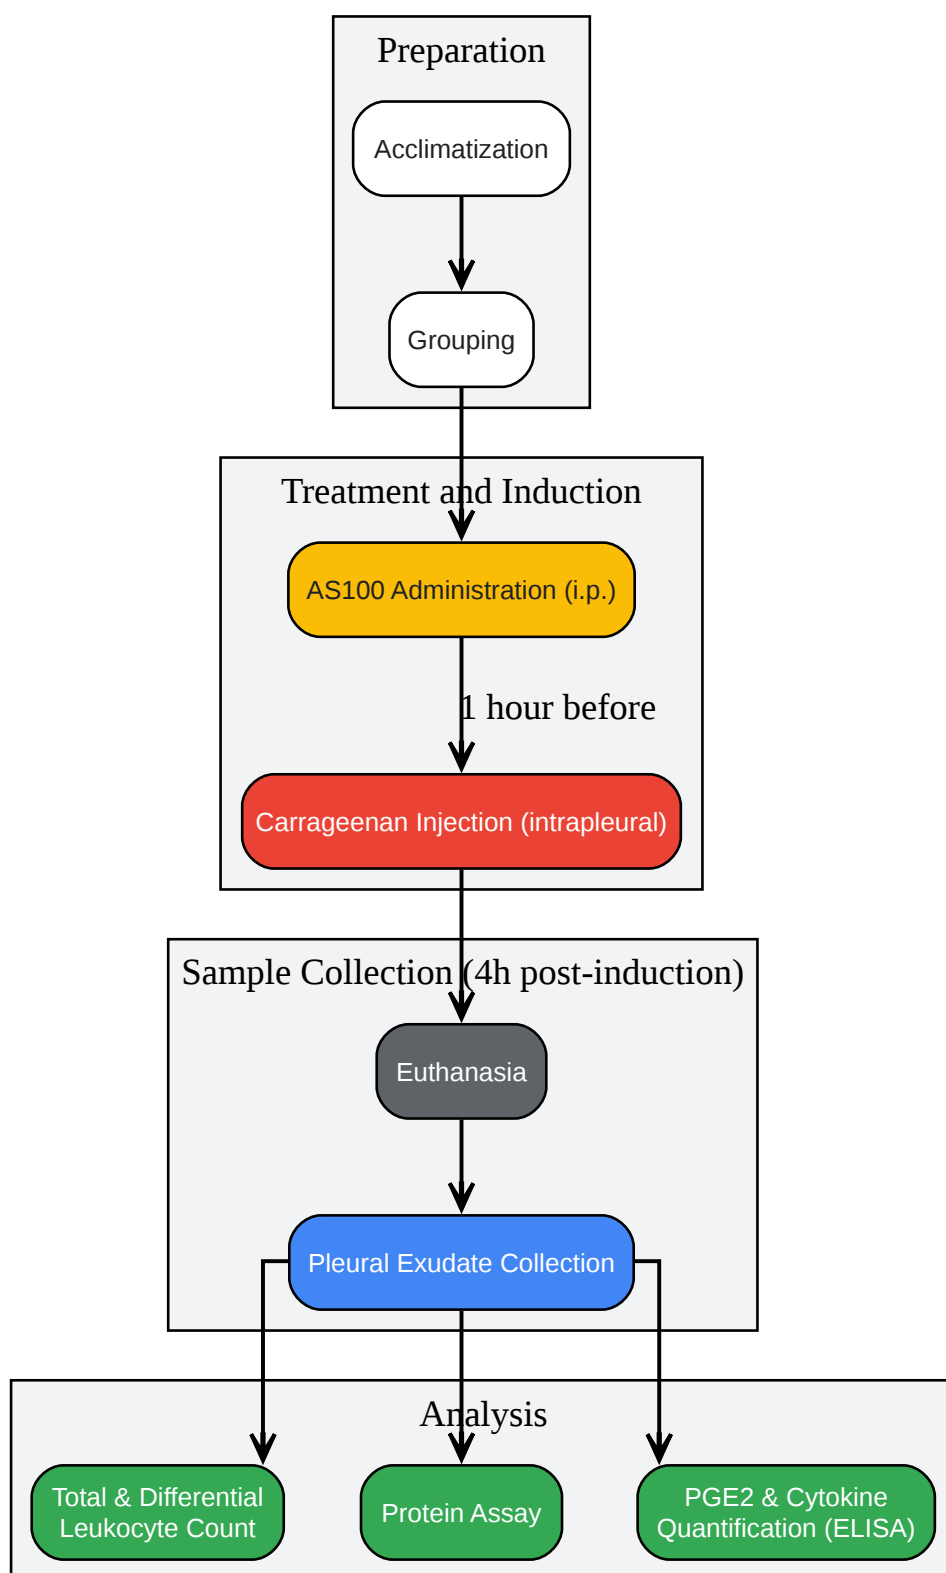 Preparation
Acclimatization
Grouping
Treatment and Induction
AS100 Administration (i.p.)
1 hour before
Carrageenan Injection (intrapleural)
Sample Collection (4h post-induction)
Euthanasia
Pleural Exudate Collection
Analysis
Total & Differential
Leukocyte Count
Protein Assay
PGE2 & Cytokine
Quantification (ELISA)